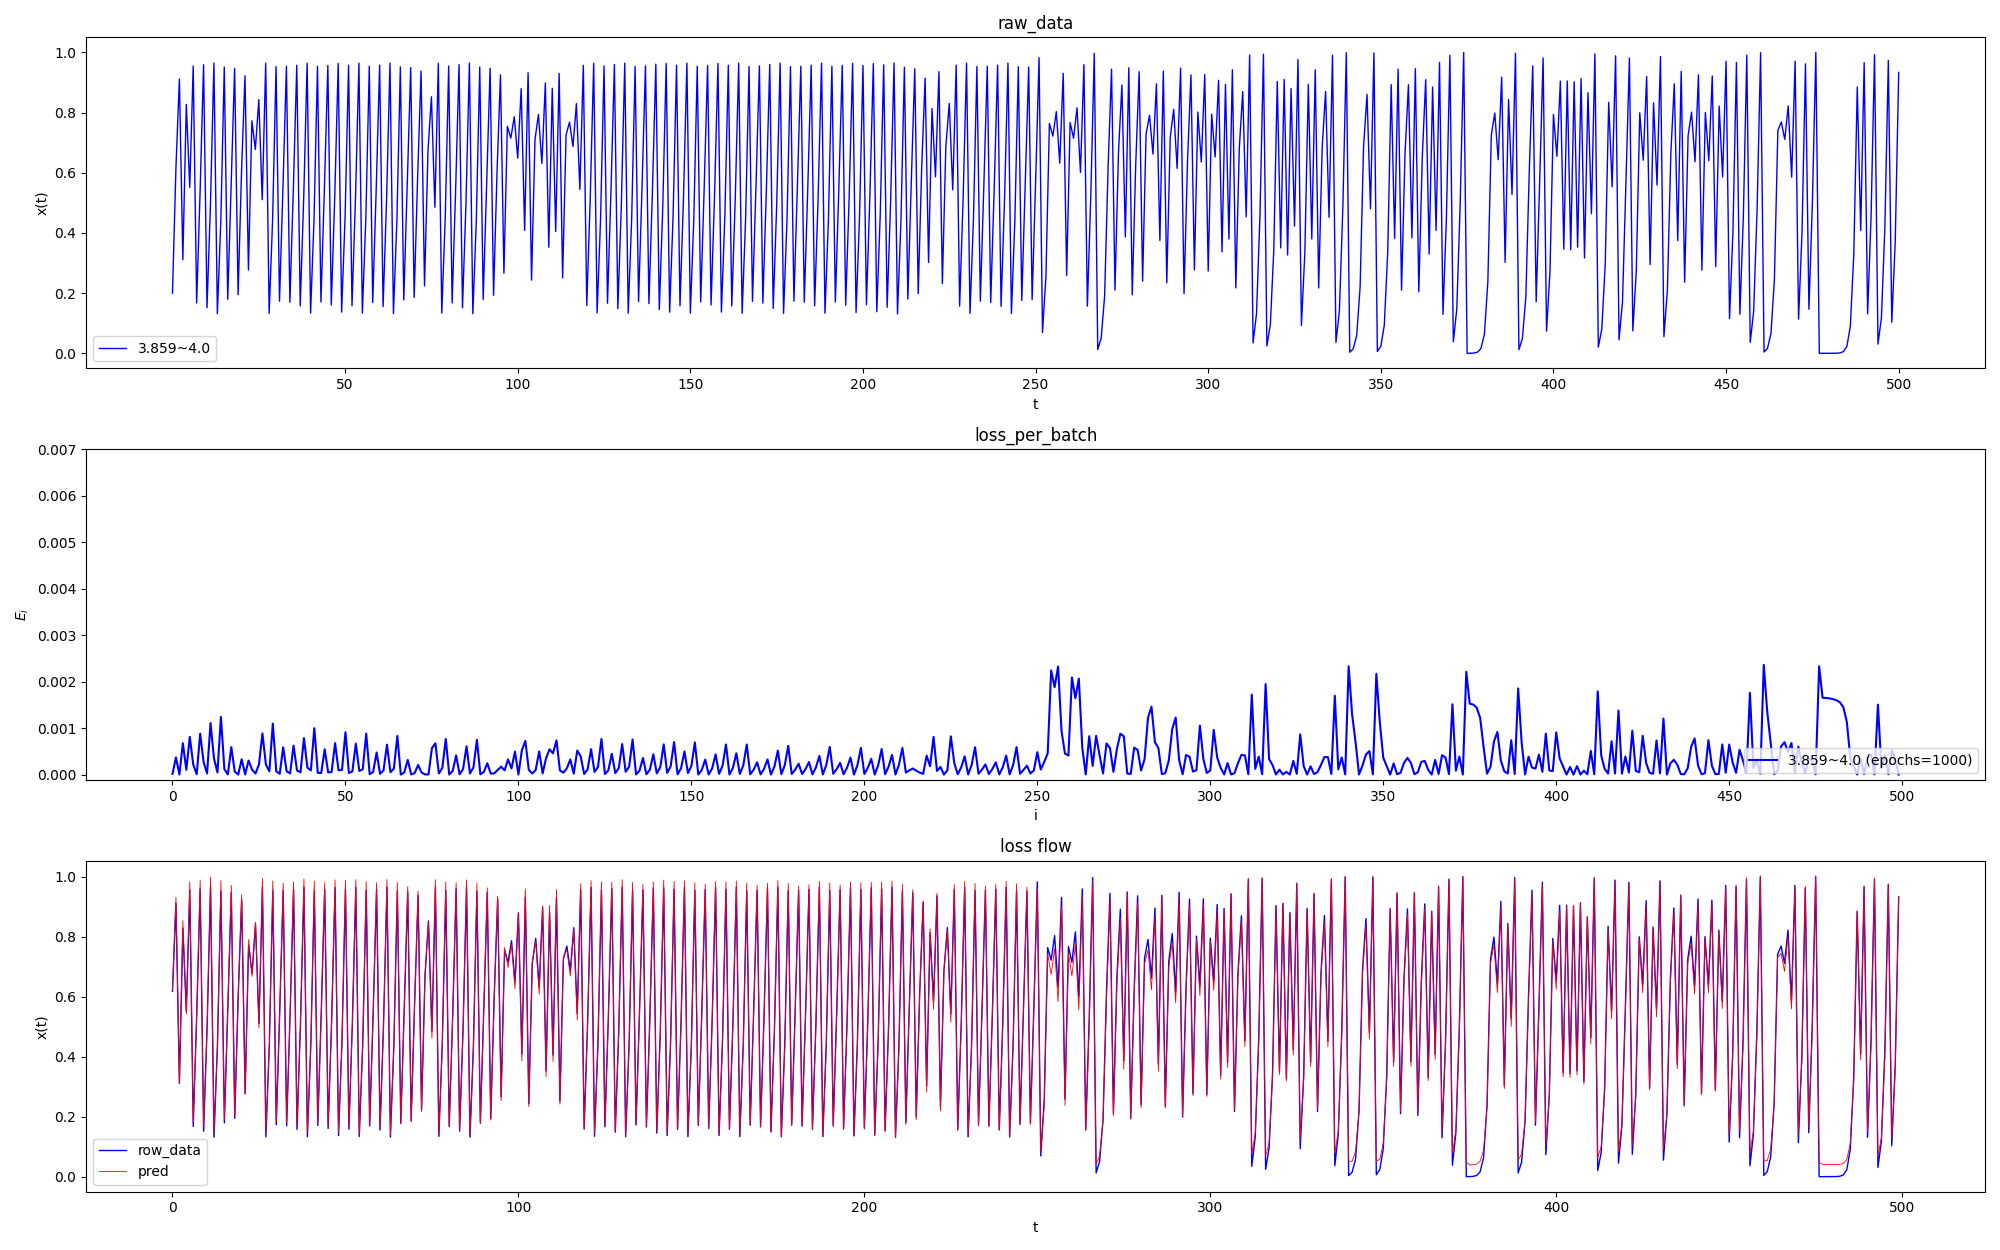 raw_data
1.0
0.8
0.6
0.4
0.2
0.0
x(t)
3.859~4.0
50 100 150 200 250 300 350 400 450 500
t
loss_per_batch
0.007
0.006
0.005
0.004
0.003
0.002
0.001
0.000
E_i
3.859~4.0 (epochs=1000)
0 50 100 150 200 250 300 350 400 450 500
i
loss flow
1.0
0.8
0.6
0.4
0.2
0.0
x(t)
row_data
pred
0 100 200 300 400 500
t